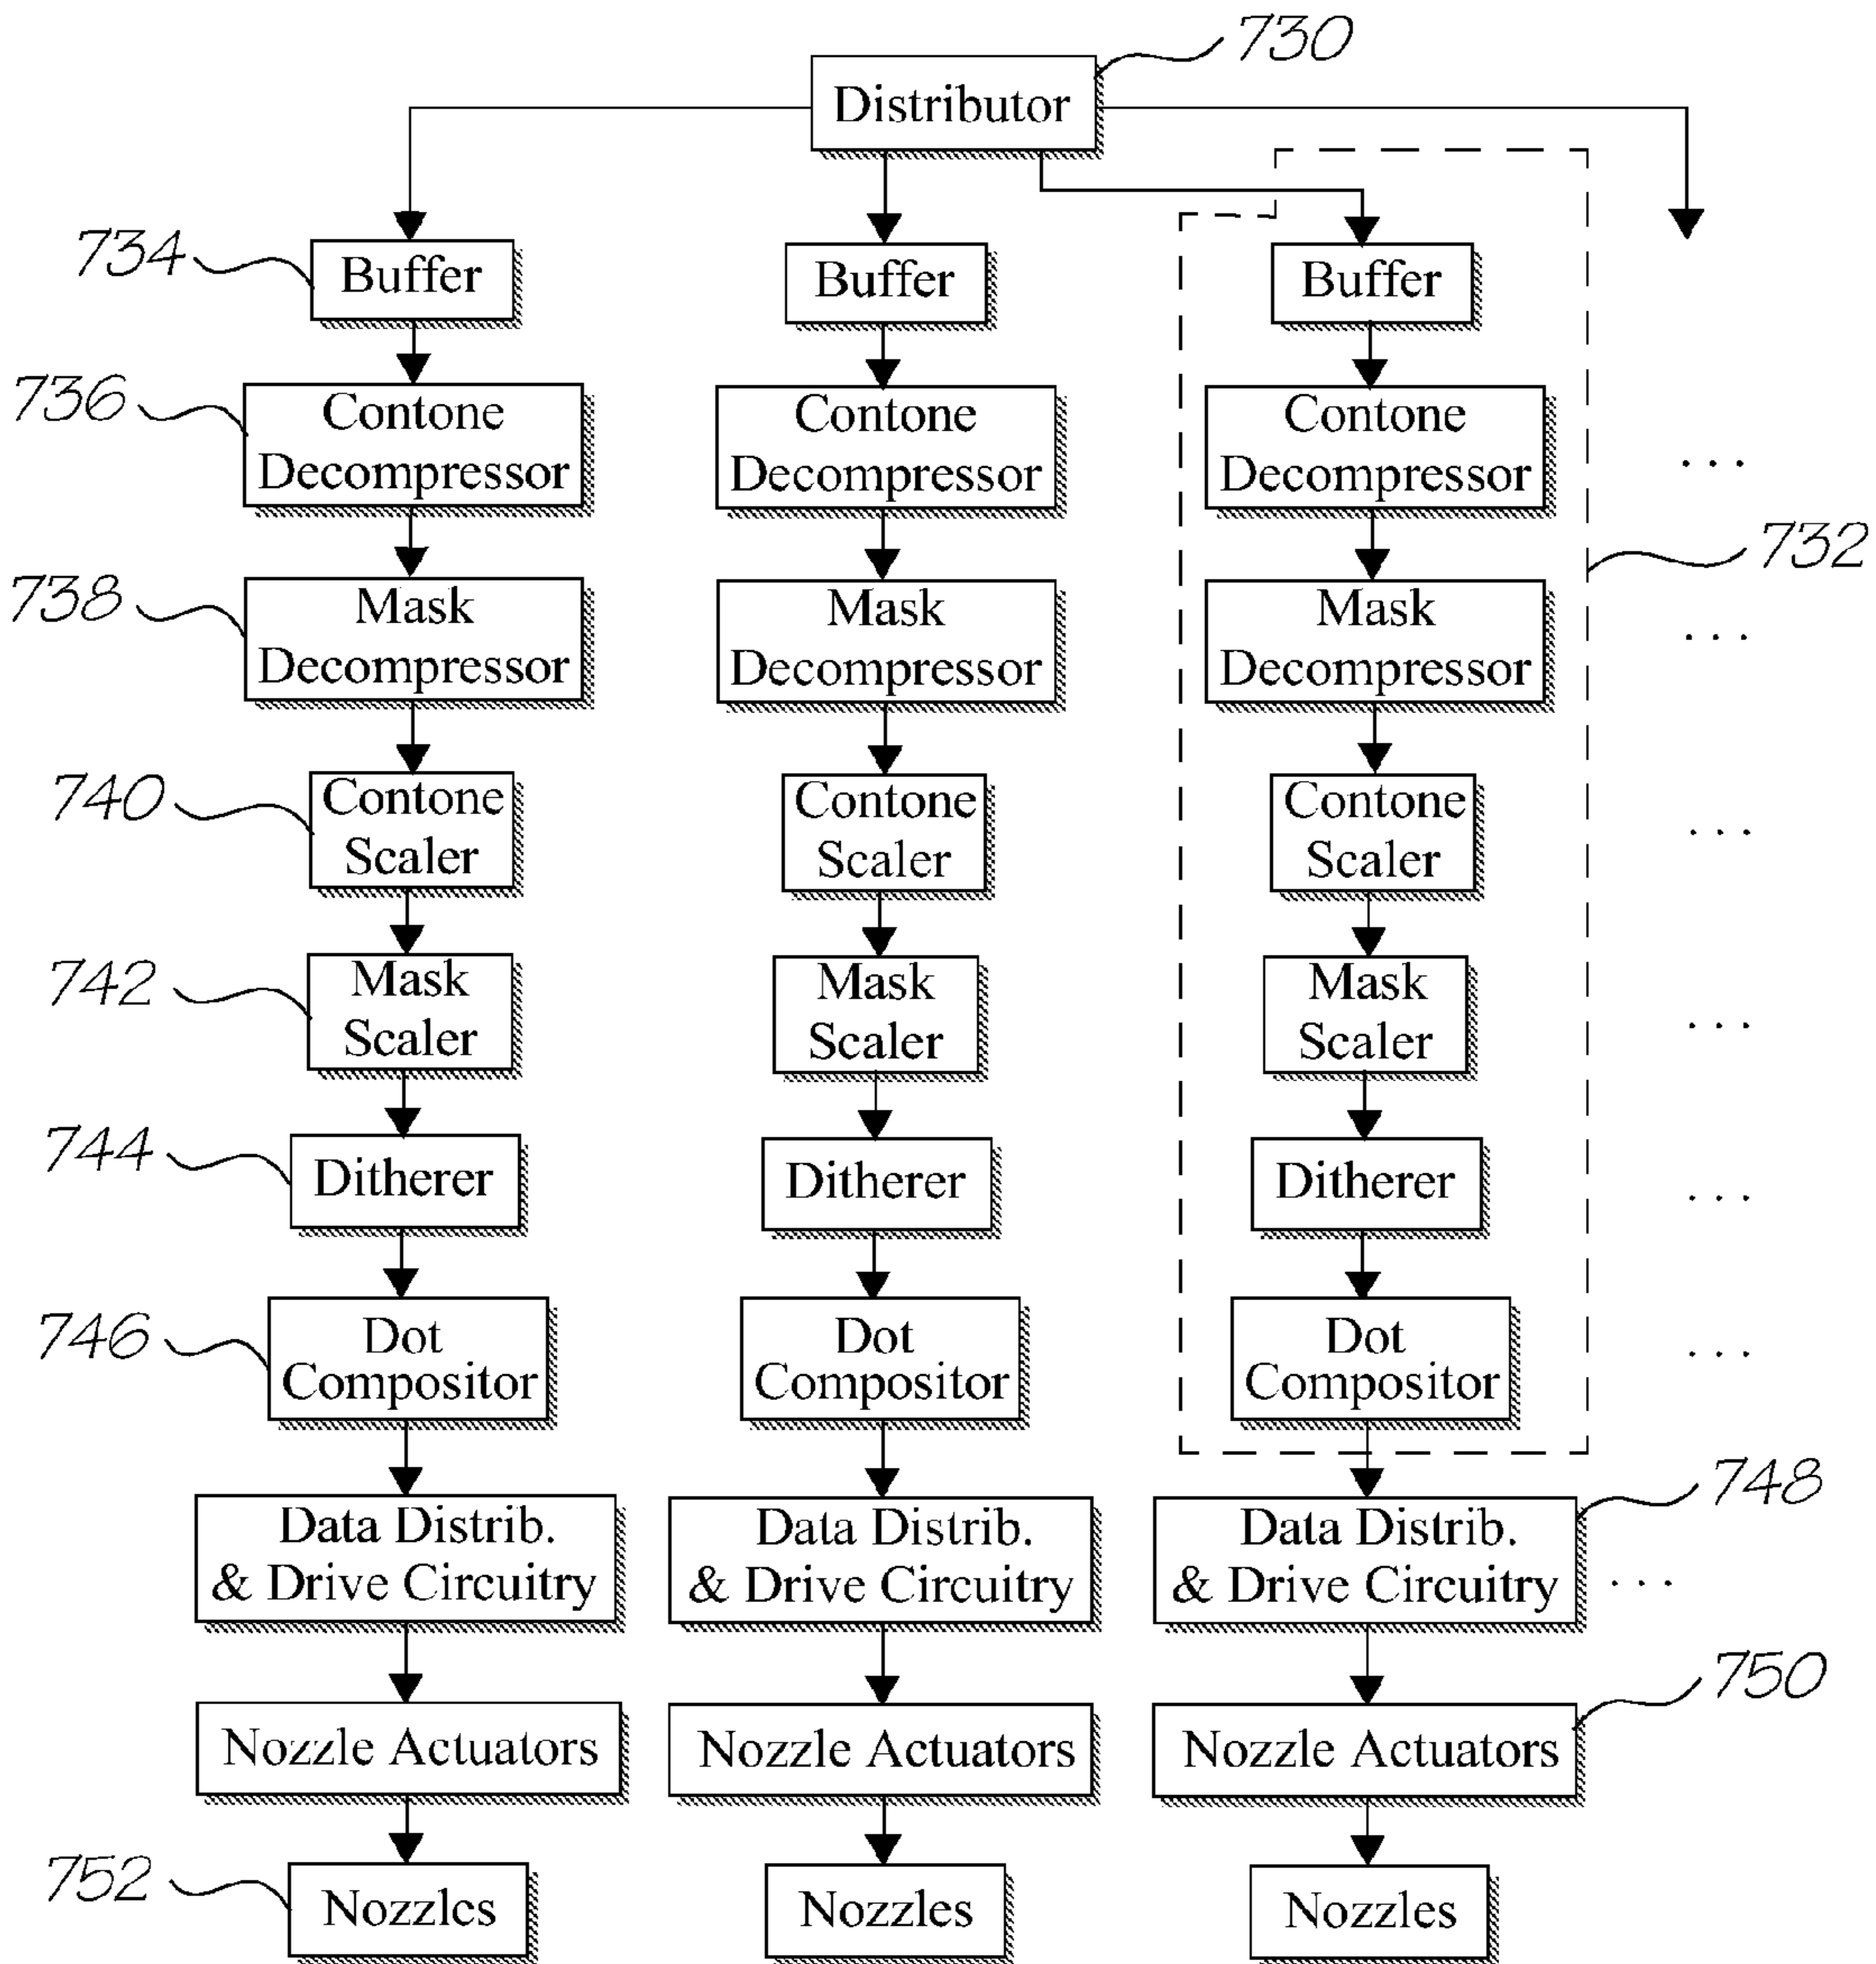 730
Distributor
734 Buffer Buffer Buffer
736 Contone Contone Contone
Decompressor Decompressor Decompressor ...
732
738 Mask Mask Mask ...
Decompressor Decompressor Decompressor
740 Contone Contone Contone ...
Scaler Scaler Scaler
742 Mask Mask Mask ...
Scaler Scaler Scaler
744 Ditherer Ditherer Ditherer ...
746 Dot Dot Dot ...
Compositor Compositor Compositor
748
Data Distrib. Data Distrib. Data Distrib.
& Drive Circuitry & Drive Circuitry & Drive Circuitry ...
750
Nozzle Actuators Nozzle Actuators Nozzle Actuators
752 Nozzles Nozzles Nozzles